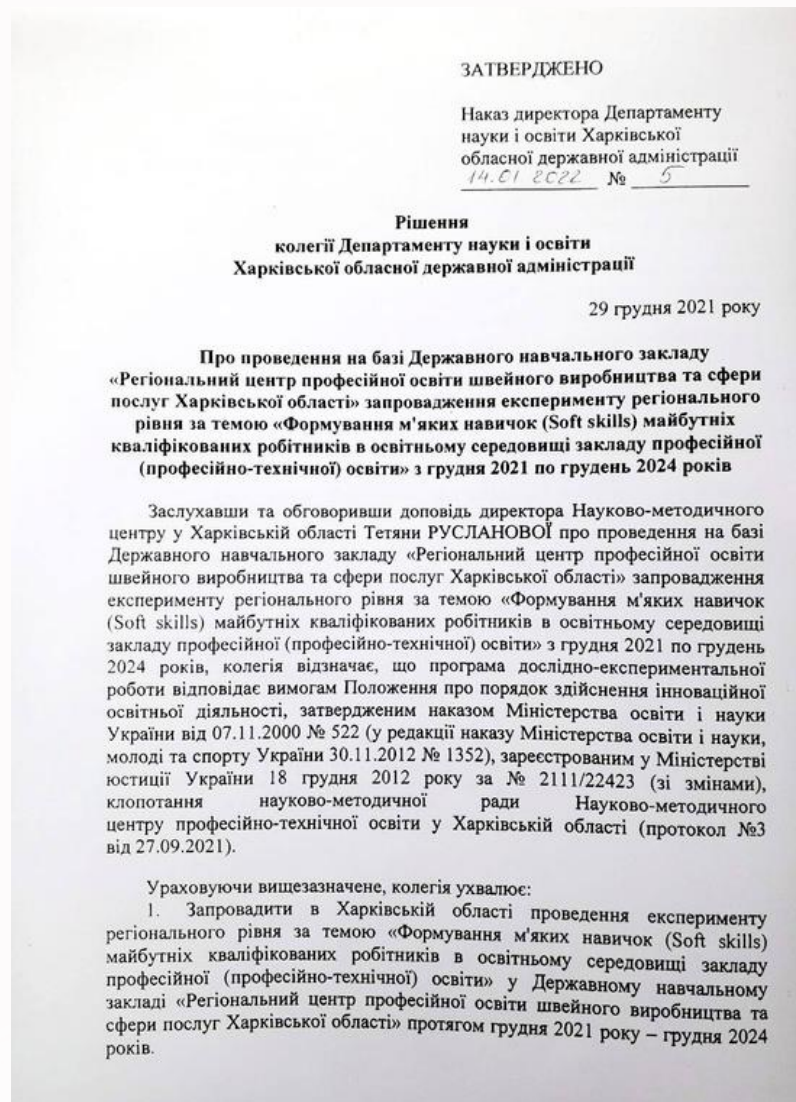 ЗАТВЕРДЖЕНО
Наказ директора Департаменту
науки і освіти Харківської
обласної державної адміністрації
14.01 2022 № 5
Рішення
колегії Департаменту науки і освіти
Харківської обласної державної адміністрації
29 грудня 2021 року
Про проведення на базі Державного навчального закладу
«Регіональний центр професійної освіти швейного виробництва та сфери
послуг Харківської області» запровадження експерименту регіонального
рівня за темою «Формування м'яких навичок (Soft skills) майбутніх
кваліфікованих робітників в освітньому середовищі закладу професійної
(професійно-технічної) освіти» з грудня 2021 по грудень 2024 років
Заслухавши та обговоривши доповідь директора Науково-методичного
центру у Харківській області Тетяни РУСЛАНОВОЇ про проведення на базі
Державного навчального закладу «Регіональний центр професійної освіти
швейного виробництва та сфери послуг Харківської області» запровадження
експерименту регіонального рівня за темою «Формування м'яких навичок
(Soft skills) майбутніх кваліфікованих робітників в освітньому середовищі
закладу професійної (професійно-технічної) освіти» з грудня 2021 по грудень
2024 років, колегія відзначає, що програма дослідно-експериментальної
роботи відповідає вимогам Положення про порядок здійснення інноваційної
освітньої діяльності, затвердженим наказом Міністерства освіти і науки
України від 07.11.2000 № 522 (у редакції наказу Міністерства освіти і науки,
молоді та спорту України 30.11.2012 № 1352), зареєстрованим у Міністерстві
юстиції України 18 грудня 2012 року за № 2111/22423 (зі змінами),
клопотання науково-методичної ради Науково-методичного
центру професійно-технічної освіти у Харківській області (протокол №3
від 27.09.2021).
Ураховуючи вищезазначене, колегія ухвалює:
1. Запровадити в Харківській області проведення експерименту
регіонального рівня за темою «Формування м'яких навичок (Soft skills)
майбутніх кваліфікованих робітників в освітньому середовищі закладу
професійної (професійно-технічної) освіти» у Державному навчальному
закладі «Регіональний центр професійної освіти швейного виробництва та
сфери послуг Харківської області» протягом грудня 2021 року – грудня 2024
років.